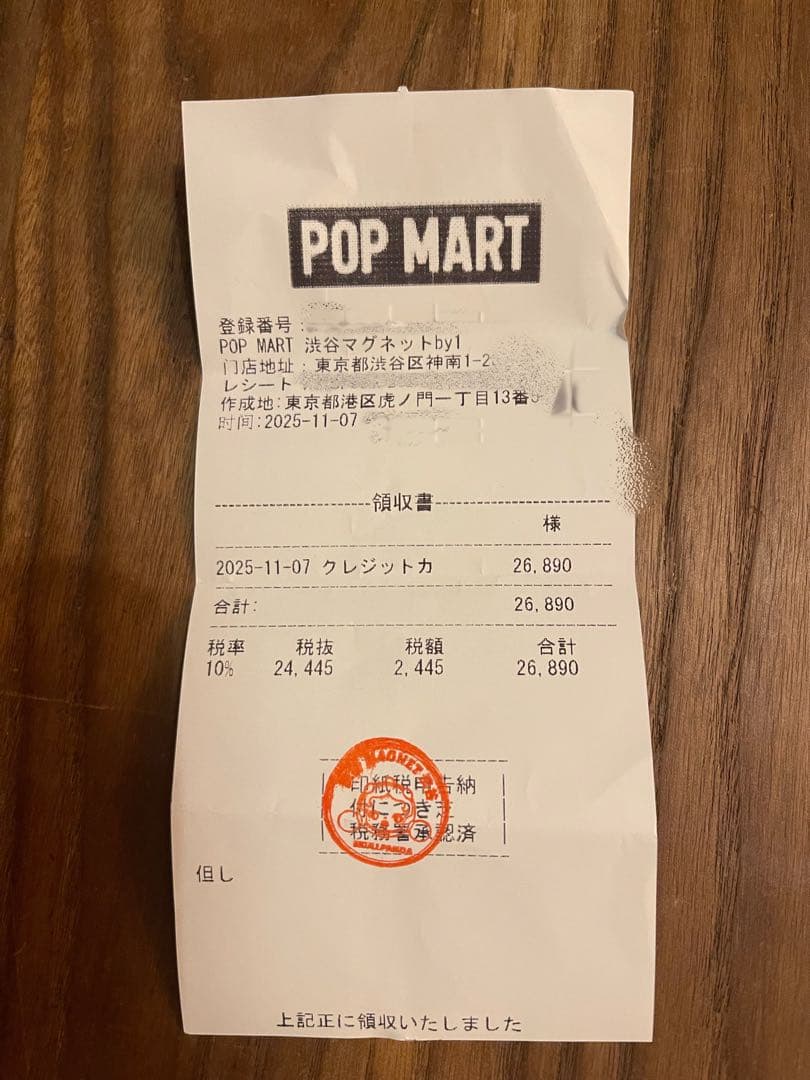 POP MART
登録番号:
POP MART 渋谷マグネットby1
门店地址: 東京都渋谷区神南1-2
レシート
作成地:東京都港区虎ノ門一丁目13番
时间:2025-11-07
領収書
様
2025-11-07 クレジットカ 26,890
合計: 26,890
税率 税抜 税額 合計
10% 24,445 2,445 26,890
印紙税申告納
付につき
税務署承認済
MAGNET
但し
上記正に領収いたしました